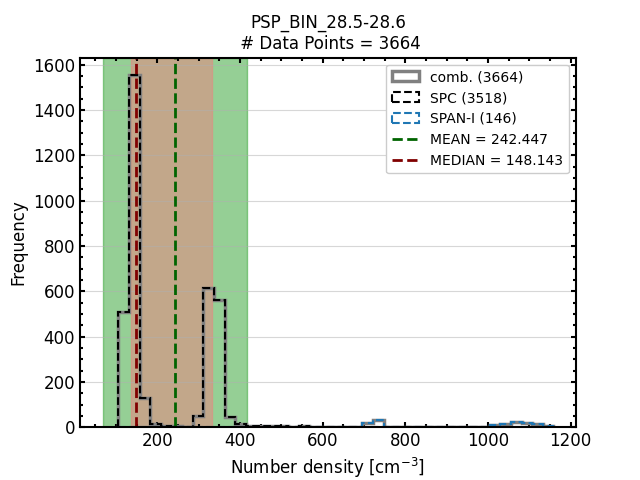 PSP_BIN_28.5-28.6
# Data Points = 3664
1600
1400
1200
1000
800
600
400
200
0
Frequency
comb. (3664)
SPC (3518)
SPAN-I (146)
MEAN = 242.447
MEDIAN = 148.143
200
400
600
800
1000
1200
Number density [cm⁻³]